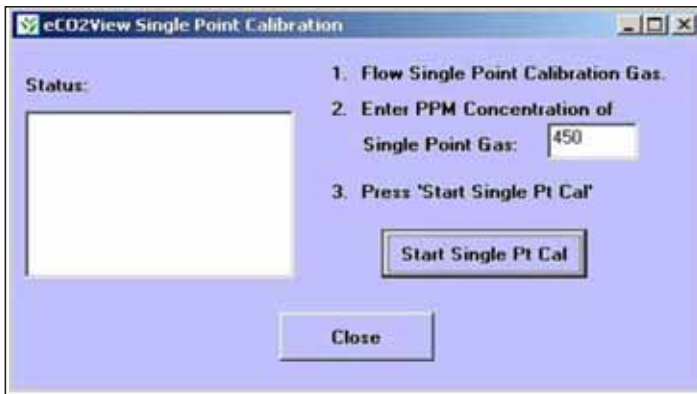 eCO2View Single Point Calibration
Status:
1. Flow Single Point Calibration Gas.
2. Enter PPM Concentration of
Single Point Gas: 450
3. Press 'Start Single Pt Cal'
Start Single Pt Cal
Close